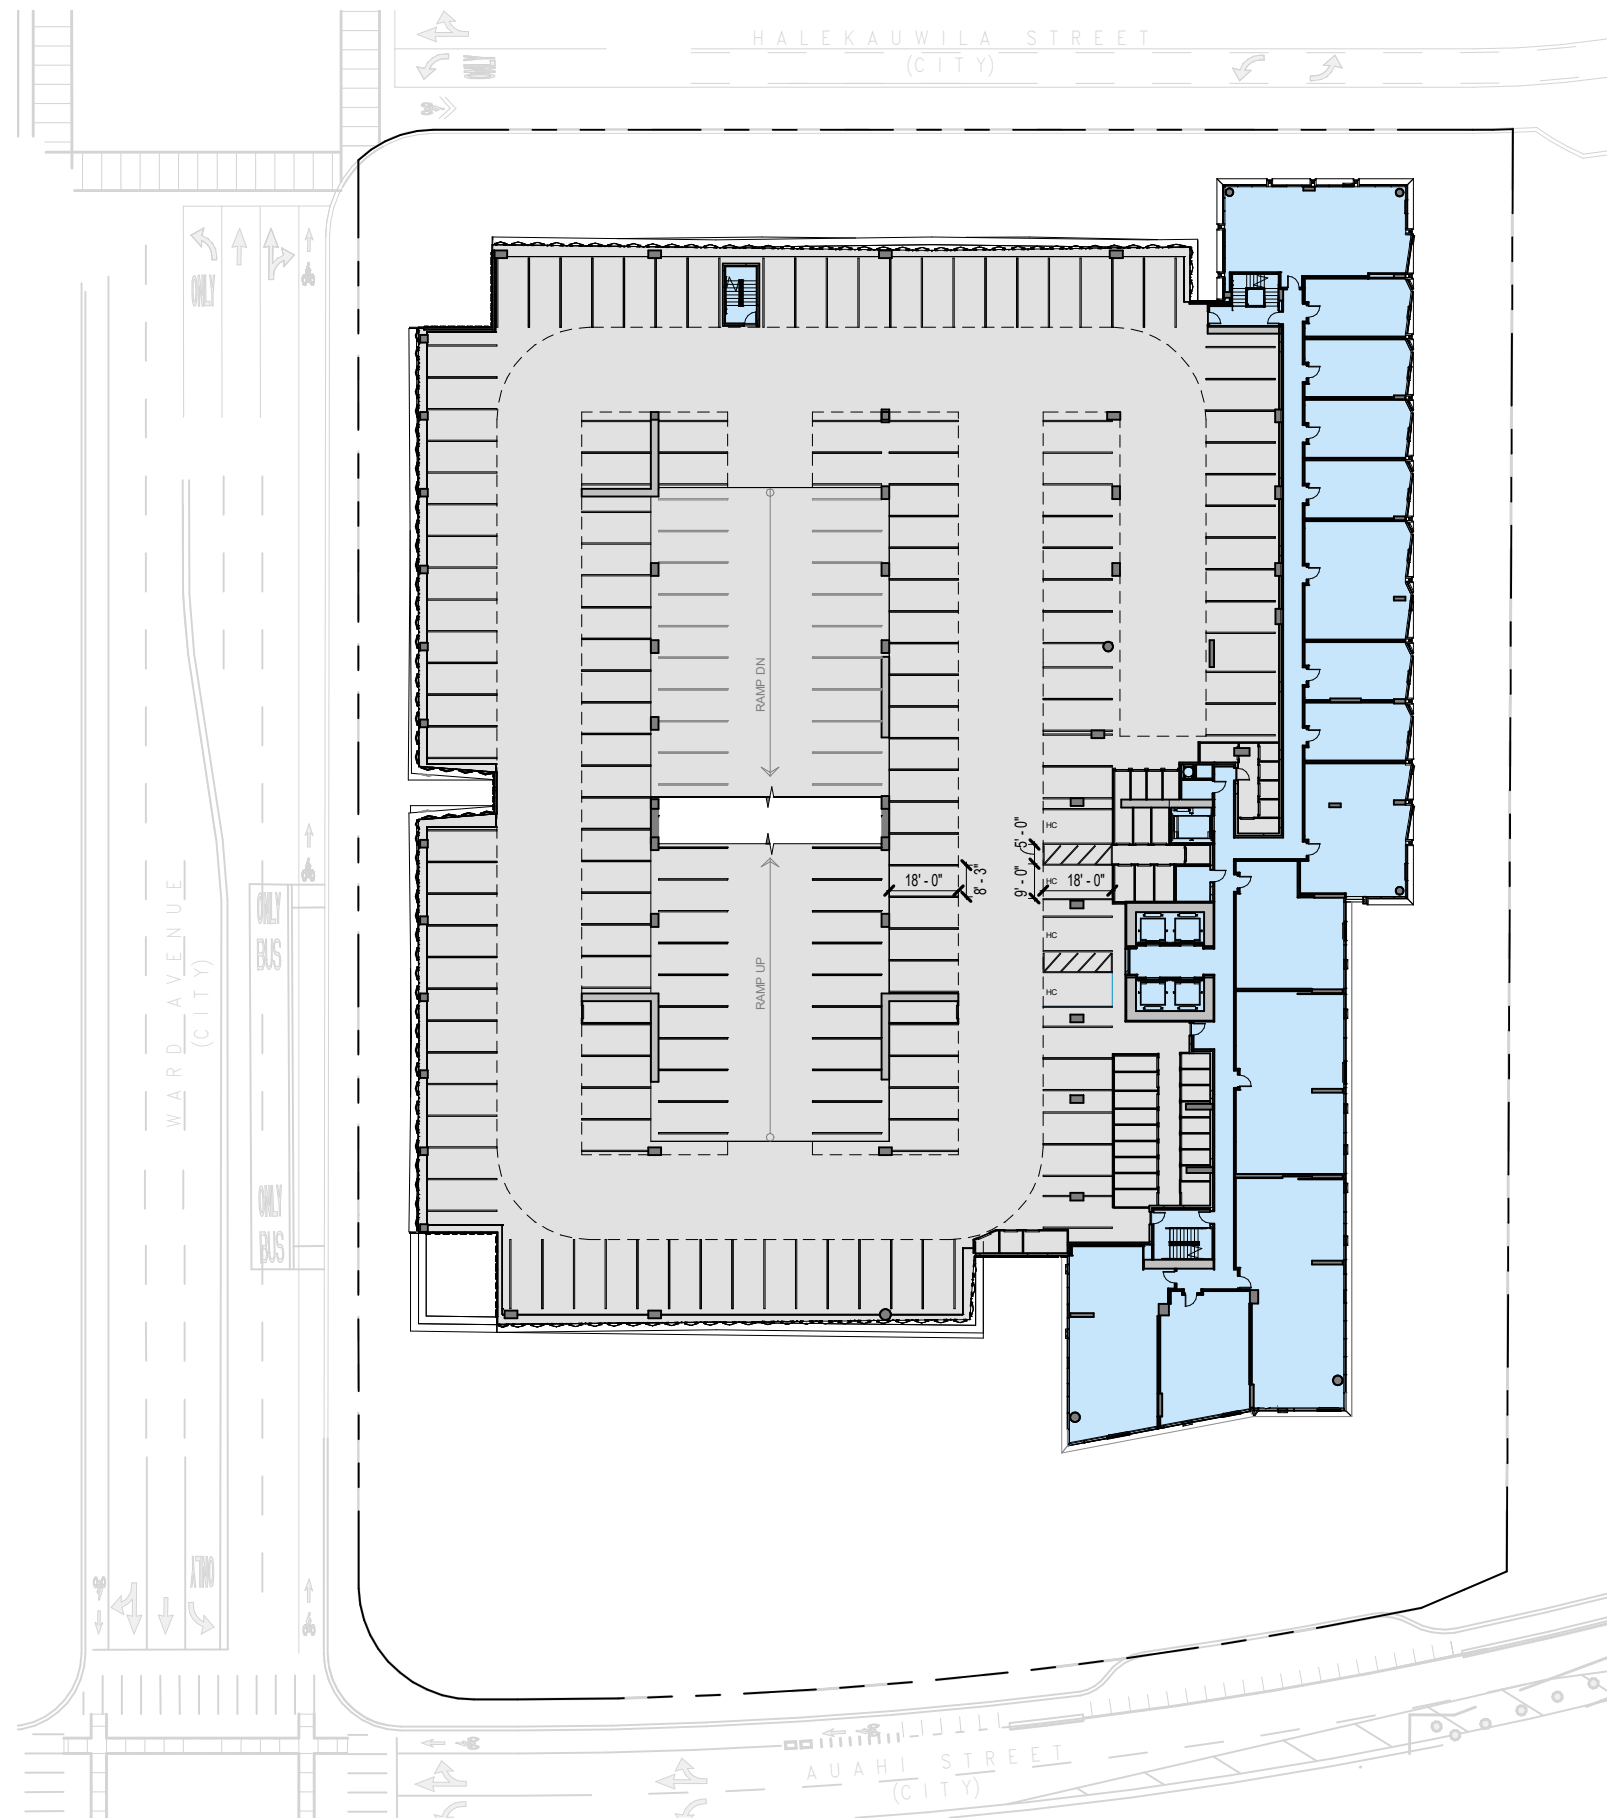 HALEKAUWILA STREET
(CITY)
ONLY
ONLY
RAMP DN
HC
5' - 0"
18' - 0"
8' - 3"
9' - 0"
HC
18' - 0"
WARD AVENUE
(CITY)
ONLY
BUS
HC
RAMP UP
HC
ONLY
BUS
ONLY
AUAHI STREET
(CITY)